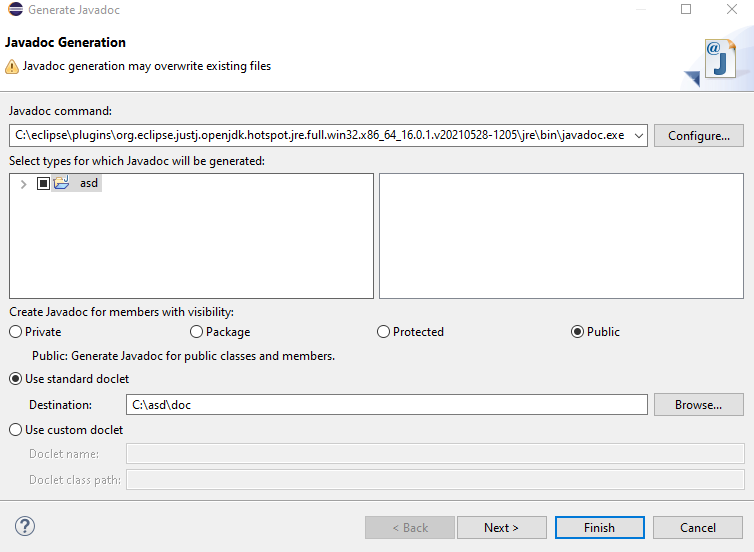 Generate Javadoc
Javadoc Generation
Javadoc generation may overwrite existing files
Javadoc command:
C:\eclipse\plugins\org.eclipse.justj.openjdk.hotspot.jre.full.win32.x86_64_16.0.1.v20210528-1205\jre\bin\javadoc.exe
Configure...
Select types for which Javadoc will be generated:
asd
Create Javadoc for members with visibility:
Private Package Protected Public
Public: Generate Javadoc for public classes and members.
Use standard doclet
Destination: C:\asd\doc Browse...
Use custom doclet
Doclet name:
Doclet class path:
< Back Next > Finish Cancel